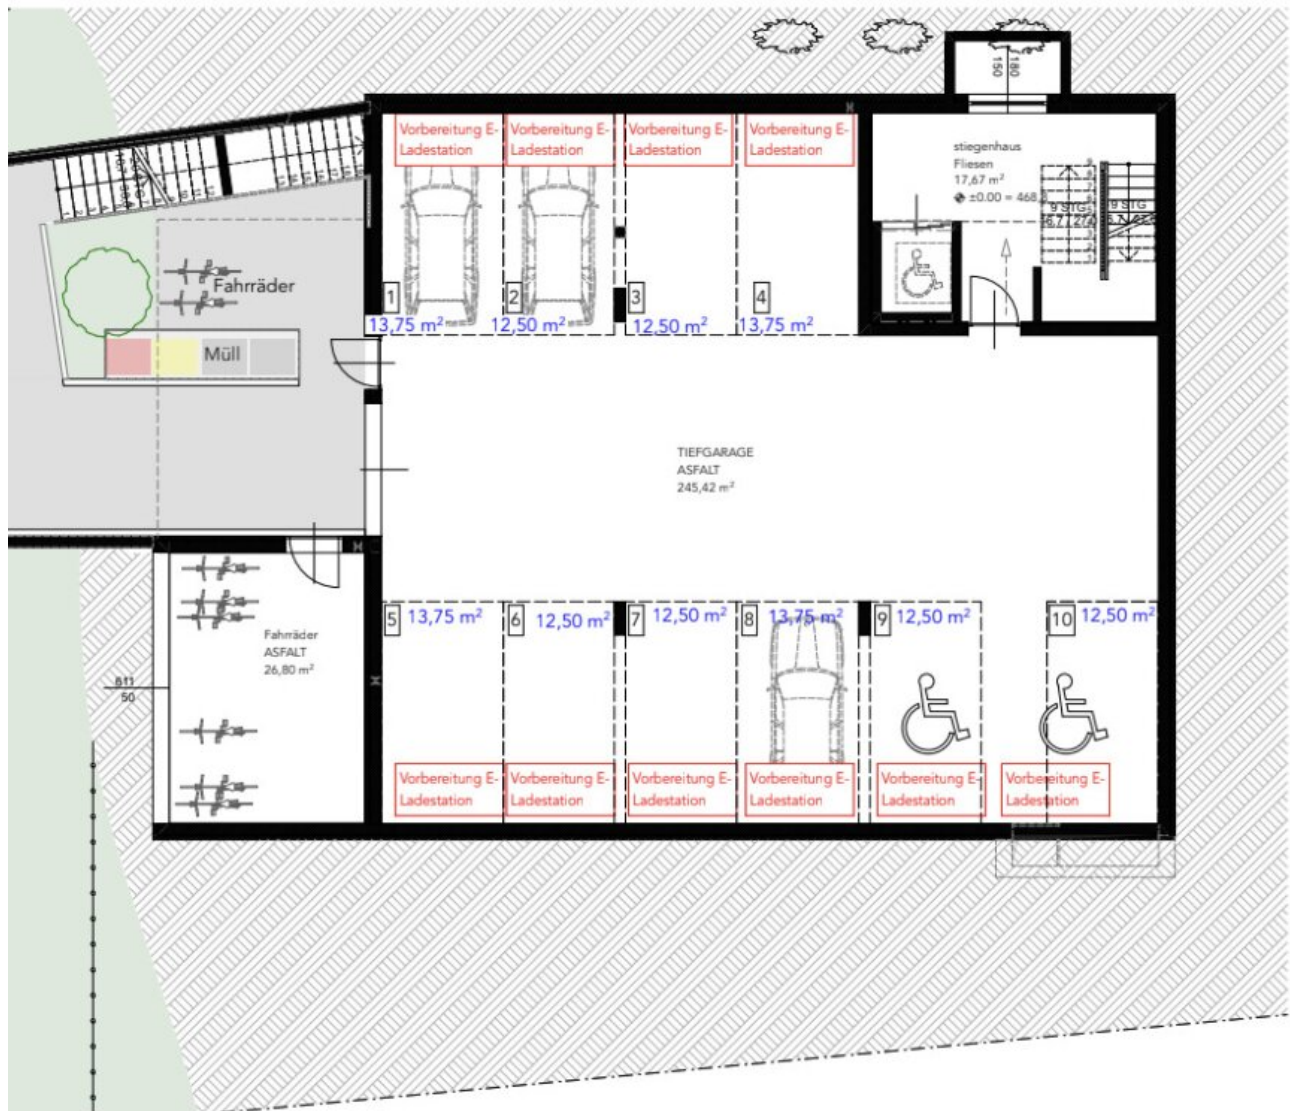 150
180
Vorbereitung E-
Ladestation
Vorbereitung E-
Ladestation
Vorbereitung E-
Ladestation
Vorbereitung E-
Ladestation
stiegenhaus
Fliesen
17,67 m²
±0.00 = 468,
9 STG
9 STG
Fahrräder
Müll
1
2
3
4
13,75 m²
12,50 m²
12,50 m²
13,75 m²
TIEFGARAGE
ASFALT
245,42 m²
Fahrräder
ASFALT
26,80 m²
611
50
5
13,75 m²
6
12,50 m²
7
12,50 m²
8
13,75 m²
9
12,50 m²
10
12,50 m²
Vorbereitung E-
Ladestation
Vorbereitung E-
Ladestation
Vorbereitung E-
Ladestation
Vorbereitung E-
Ladestation
Vorbereitung E-
Ladestation
Vorbereitung E-
Ladestation